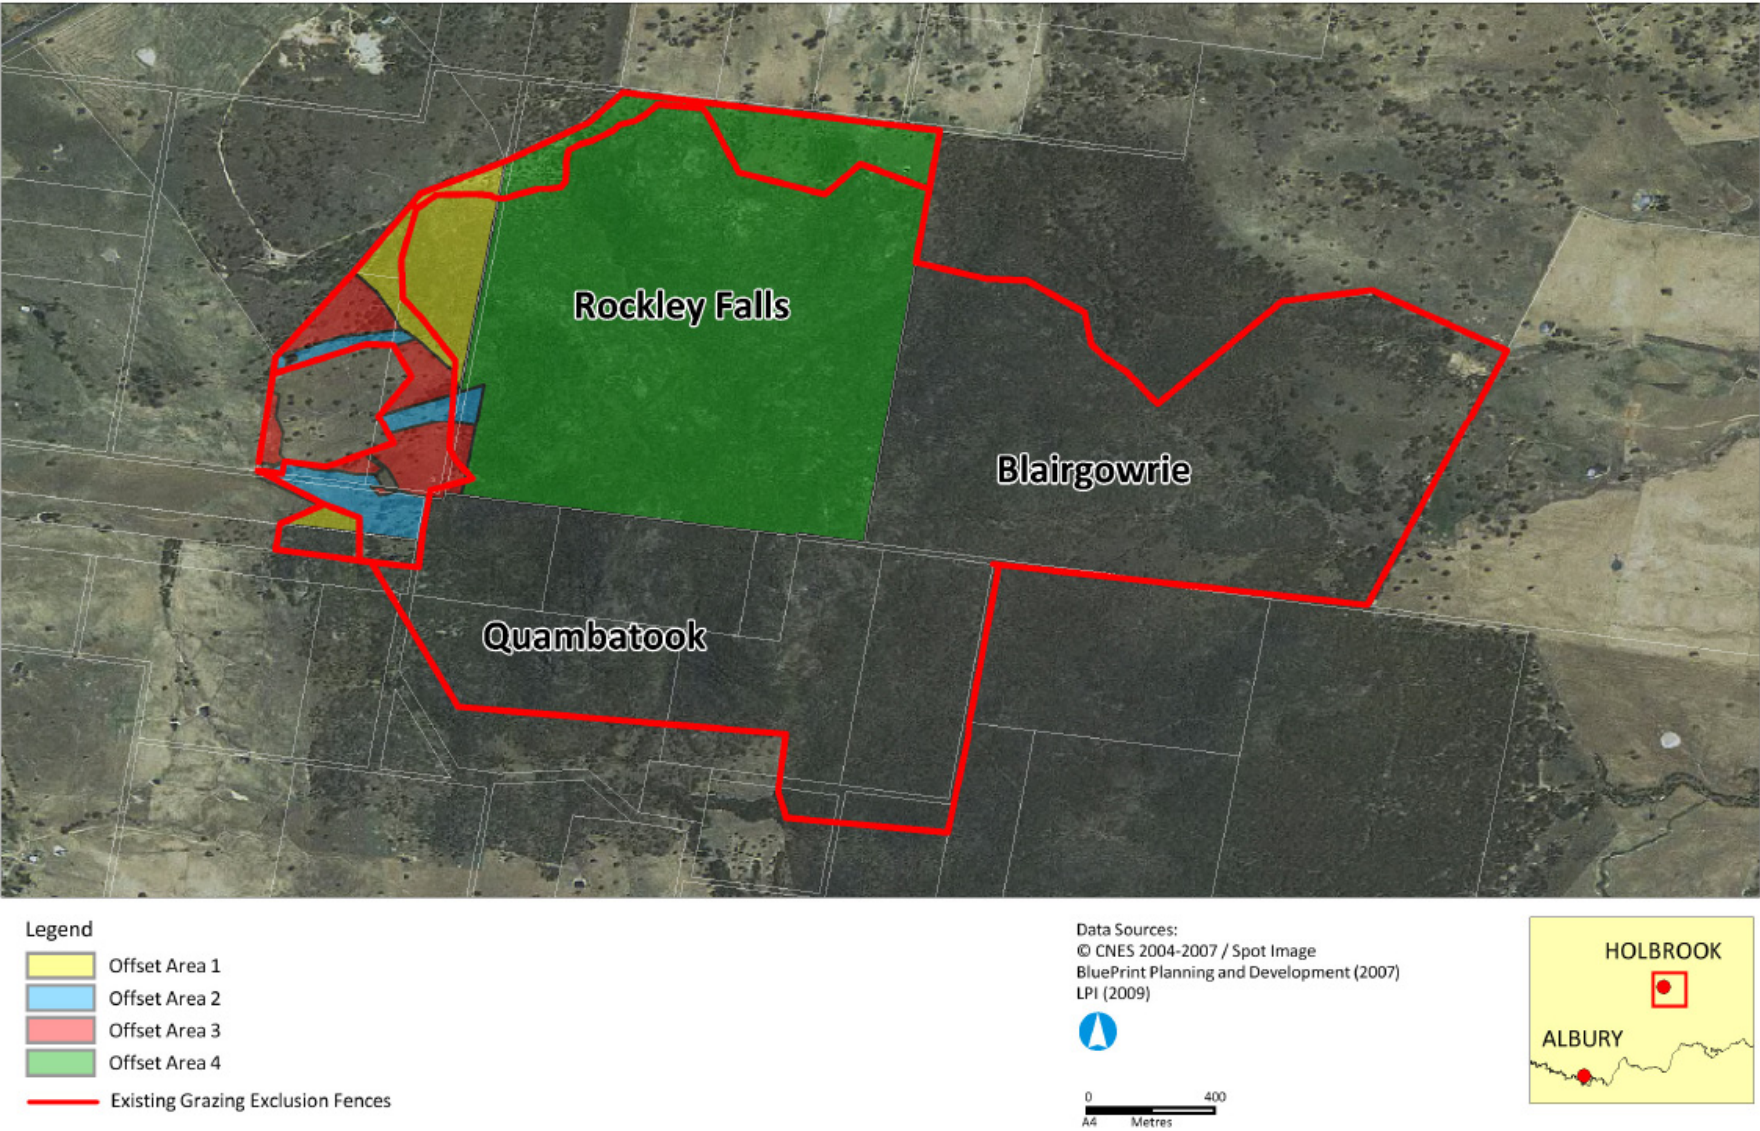 Rockley Falls
Blairgowrie
Quambatook
Legend
Offset Area 1
Offset Area 2
Offset Area 3
Offset Area 4
Existing Grazing Exclusion Fences
Data Sources:
© CNES 2004-2007 / Spot Image
BluePrint Planning and Development (2007)
LPI (2009)
0 400
A4 Metres
HOLBROOK
ALBURY